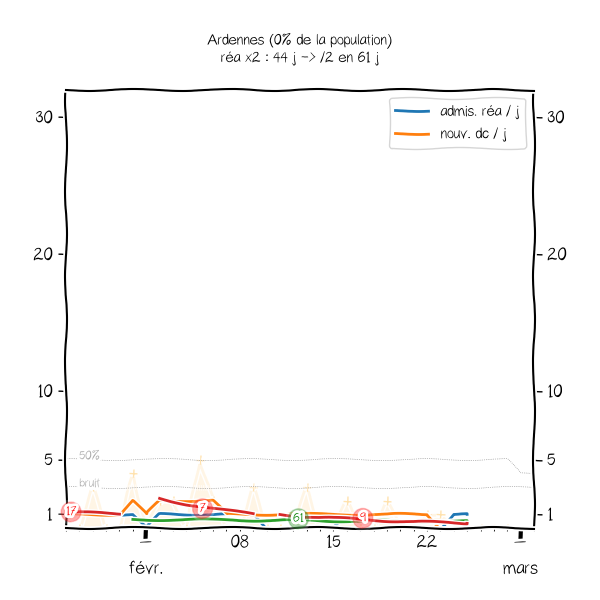 Ardennes (0% de la population)
réa x2 : 44 j -> /2 en 61 j
admis. réa / j
nouv. dc / j
30
30
20
20
10
10
50%
5
5
bruit
1
1
17
7
61
9
08
15
22
févr.
mars